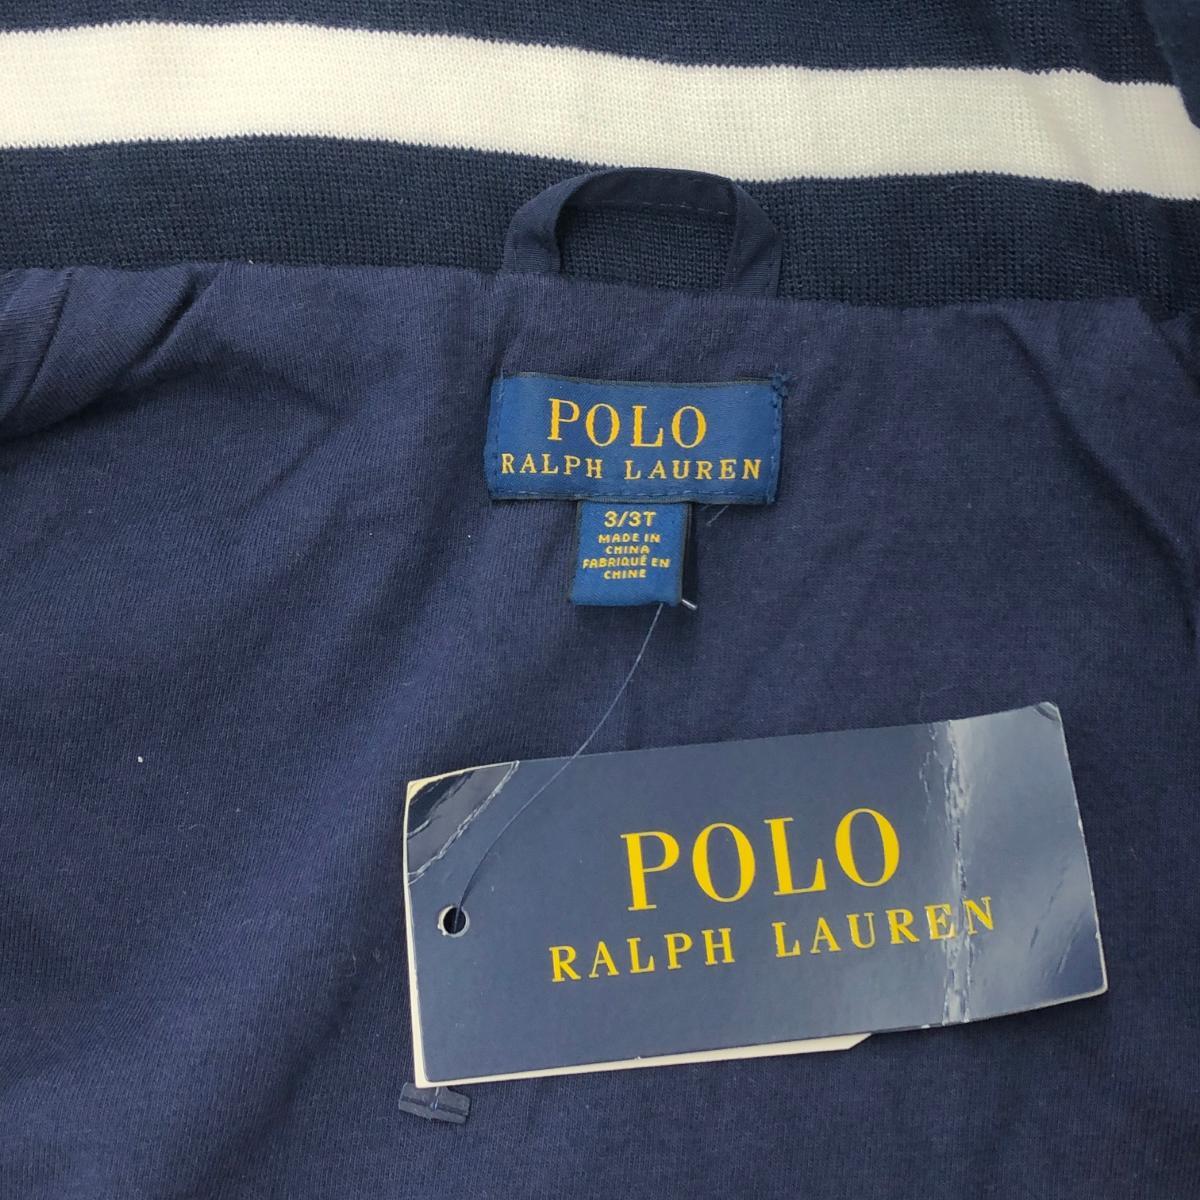 POLO
RALPH LAUREN
3/3T
MADE IN
CHINA
FABRIQUÉ EN
CHINE
POLO
RALPH LAUREN